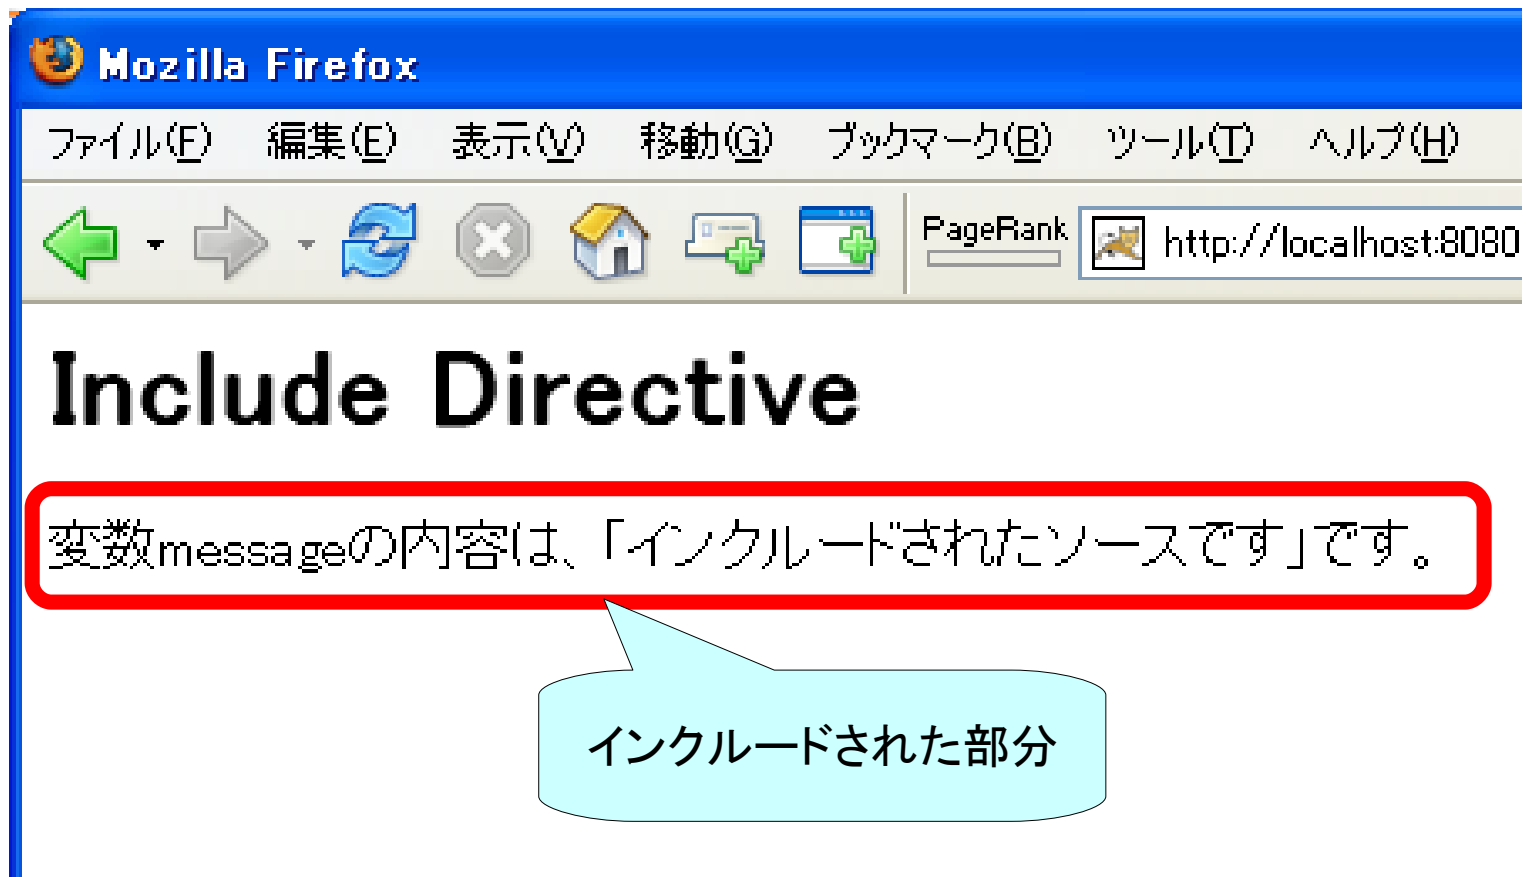 Mozilla Firefox
ファイル(F) 編集(E) 表示(V) 移動(G) ブックマーク(B) ツール(T) ヘルプ(H)
PageRank http://localhost:8080
Include Directive
変数messageの内容は、「インクルードされたソースです」です。
インクルードされた部分